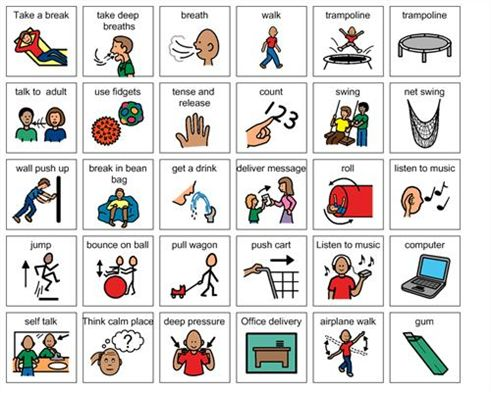 Take a break
take deep
breaths
breath
walk
trampoline
trampoline
talk to adult
use fidgets
tense and
release
count
123
swing
net swing
wall push up
break in bean
bag
get a drink
deliver message
roll
listen to music
jump
bounce on ball
pull wagon
push cart
Listen to music
computer
self talk
Think calm place
?
deep pressure
Office delivery
airplane walk
gum